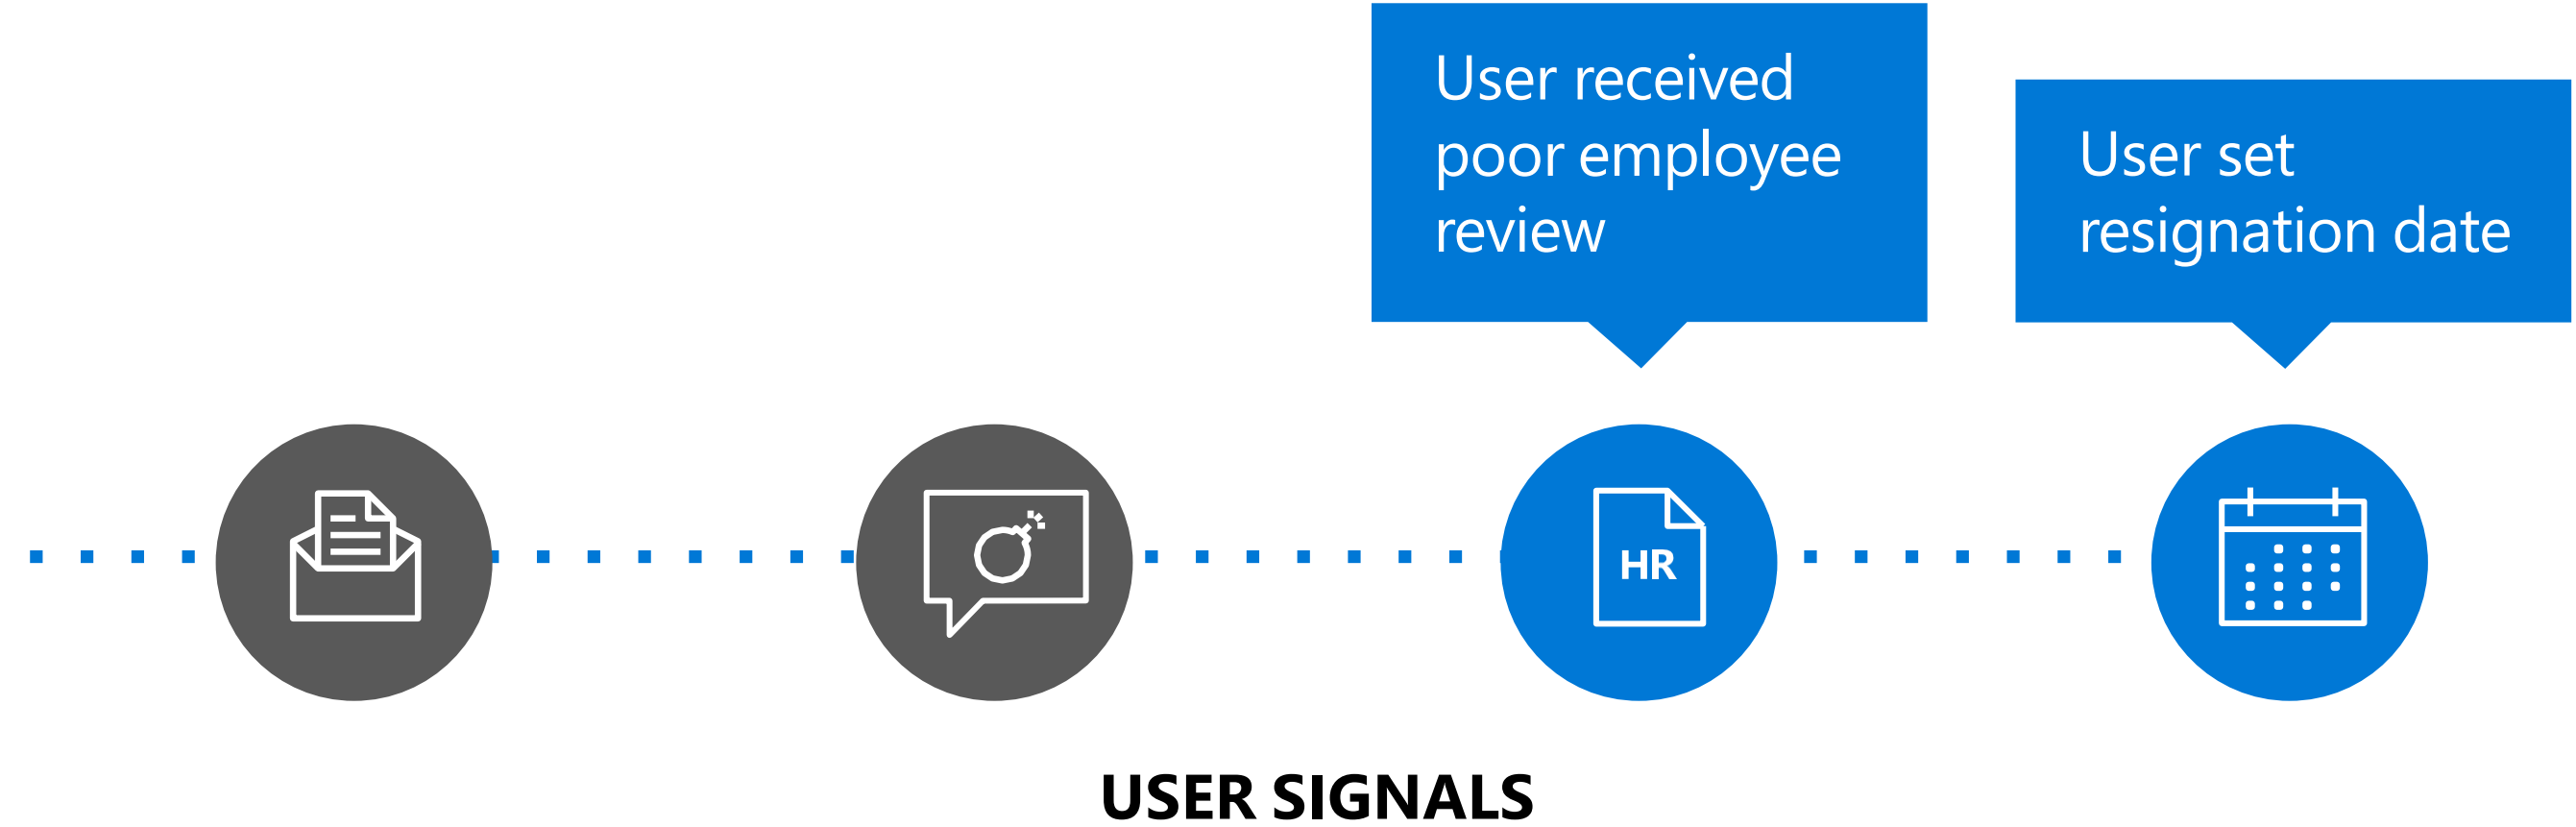 User received
poor employee
review
User set
resignation date
HR
USER SIGNALS